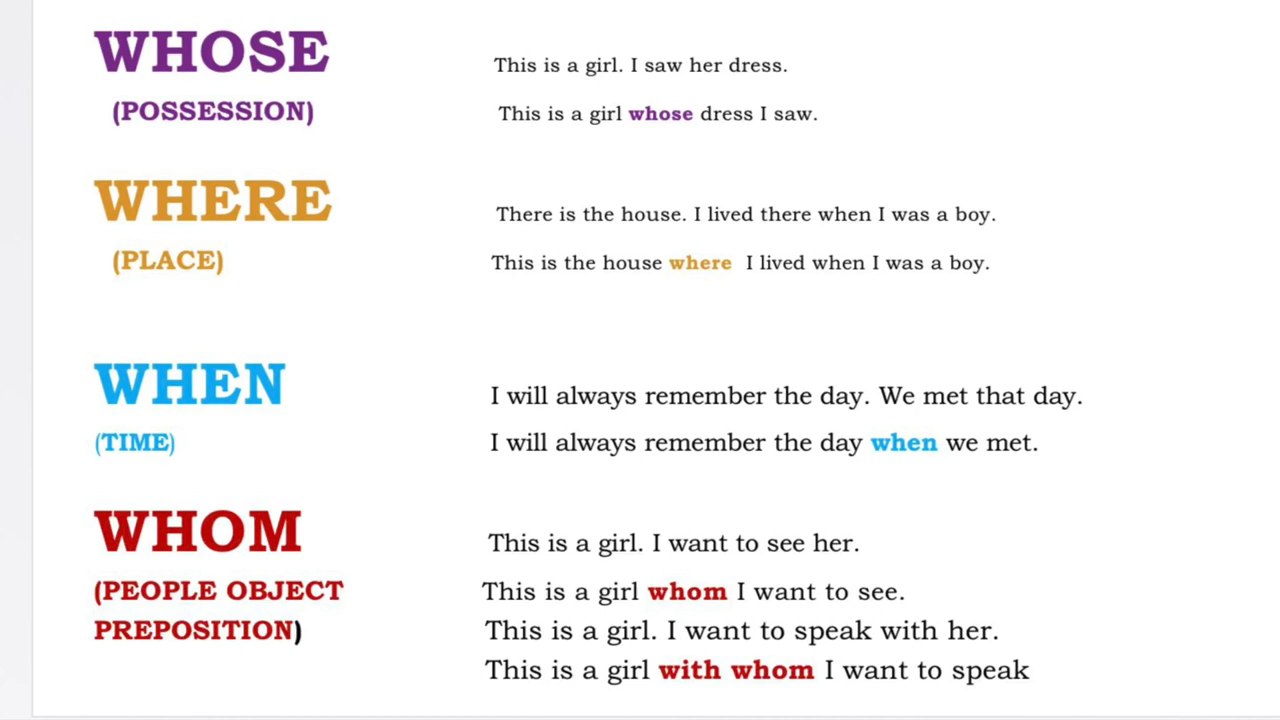 WHOSE
This is a girl. I saw her dress.
(POSSESSION)
This is a girl whose dress I saw.
WHERE
There is the house. I lived there when I was a boy.
(PLACE)
This is the house where I lived when I was a boy.
WHEN
I will always remember the day. We met that day.
(TIME)
I will always remember the day when we met.
WHOM
This is a girl. I want to see her.
(PEOPLE OBJECT
This is a girl whom I want to see.
PREPOSITION)
This is a girl. I want to speak with her.
This is a girl with whom I want to speak